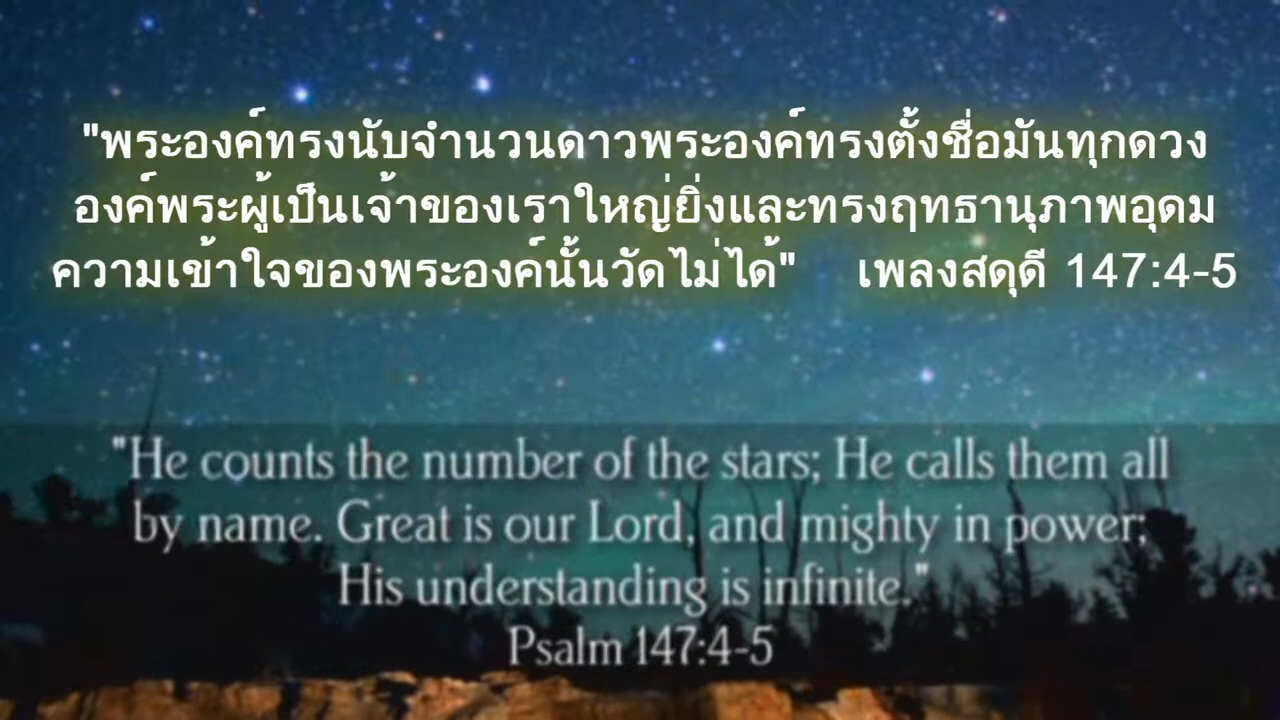 "พระองค์ทรงนับจำนวนดาวพระองค์ทรงตั้งชื่อมันทุกดวง
องค์พระผู้เป็นเจ้าของเราใหญ่ยิ่งและทรงฤทธานุภาพอุดม
ความเข้าใจของพระองค์นั้นวัดไม่ได้" เพลงสดุดี 147:4-5
"He counts the number of the stars; He calls them all
by name. Great is our Lord, and mighty in power;
His understanding is infinite."
Psalm 147:4-5